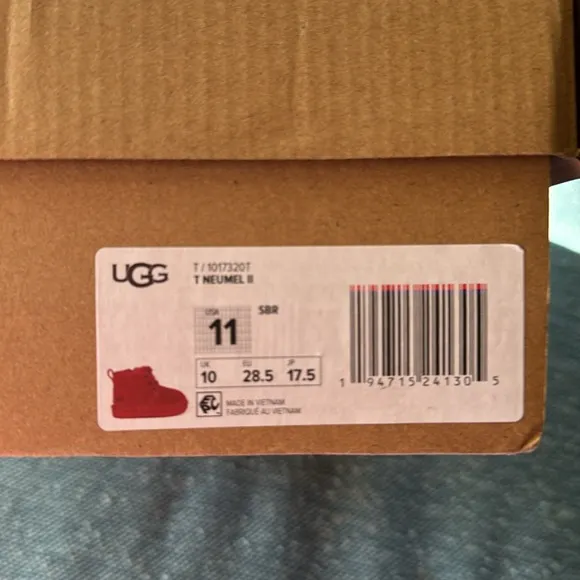 UGG
T/1017320T
T NEUMEL II
USA
11
SBR
UK EU JP
10 28.5 17.5
MADE IN VIETNAM
FABRIQUÉ AU VIETNAM
1 94715 24130 5